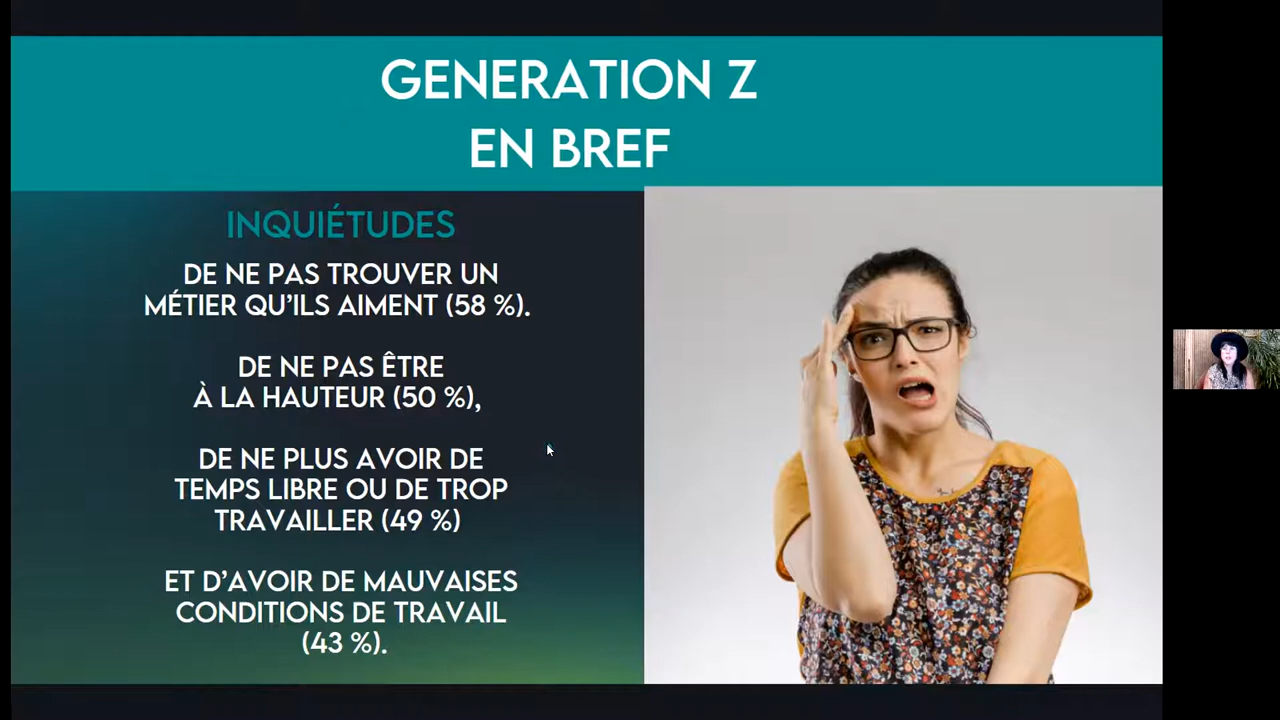 GENERATION Z
EN BREF
INQUIÉTUDES
DE NE PAS TROUVER UN
MÉTIER QU'ILS AIMENT (58 %).
DE NE PAS ÊTRE
À LA HAUTEUR (50 %),
DE NE PLUS AVOIR DE
TEMPS LIBRE OU DE TROP
TRAVAILLER (49 %)
ET D'AVOIR DE MAUVAISES
CONDITIONS DE TRAVAIL
(43 %).